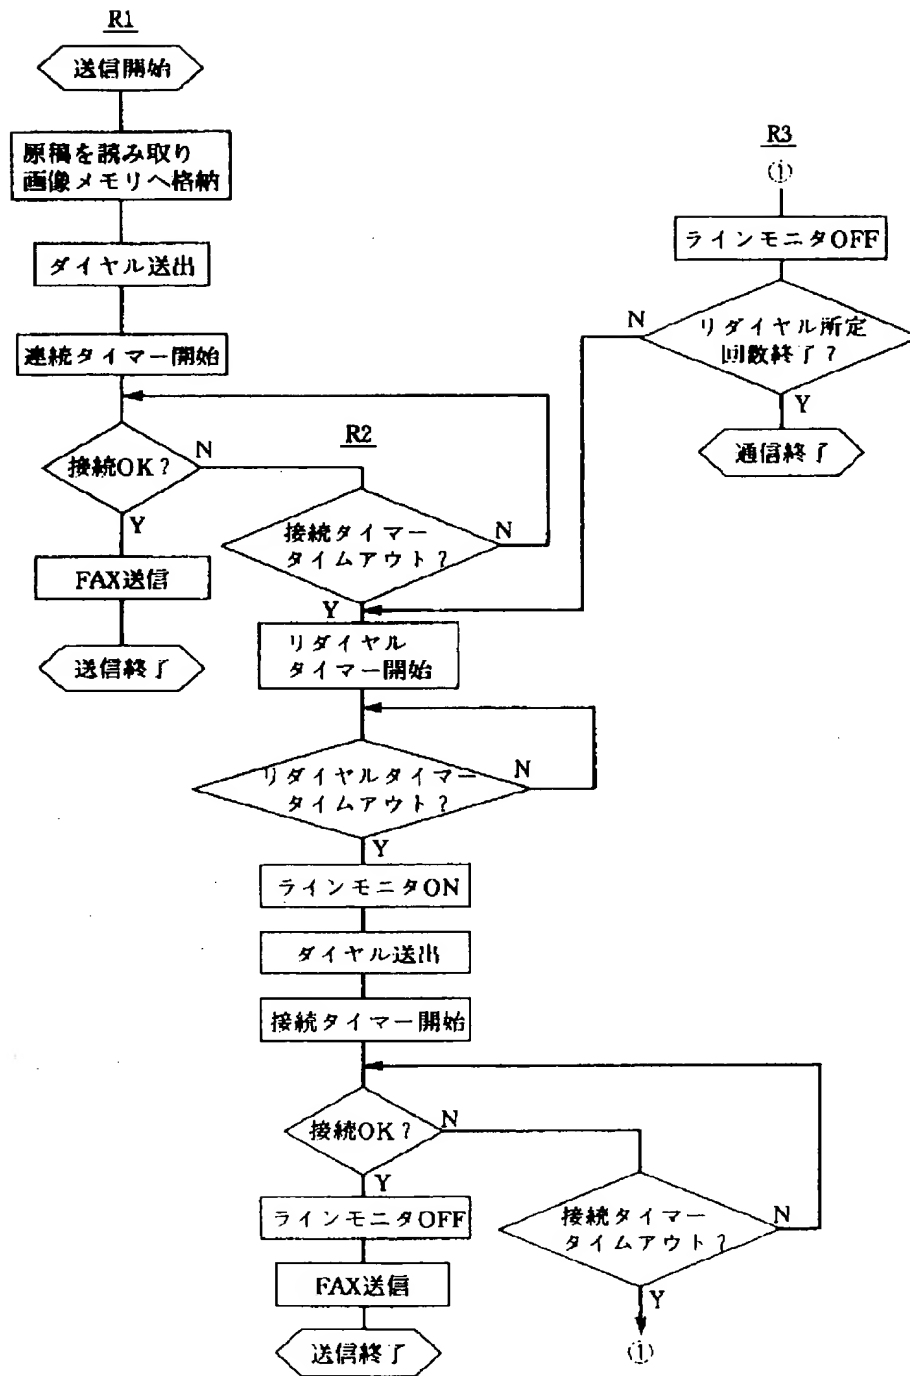 R1
送信開始
原稿を読み取り
画像メモリへ格納
ダイヤル送出
連続タイマー開始
接続OK?
N
Y
FAX送信
送信終了
R2
接続タイマー
タイムアウト?
N
Y
リダイヤル
タイマー開始
リダイヤルタイマー
タイムアウト?
N
Y
ラインモニタON
ダイヤル送出
接続タイマー開始
接続OK?
N
Y
ラインモニタOFF
FAX送信
送信終了
接続タイマー
タイムアウト?
N
Y
①
R3
①
ラインモニタOFF
リダイヤル所定
回数終了?
N
Y
通信終了